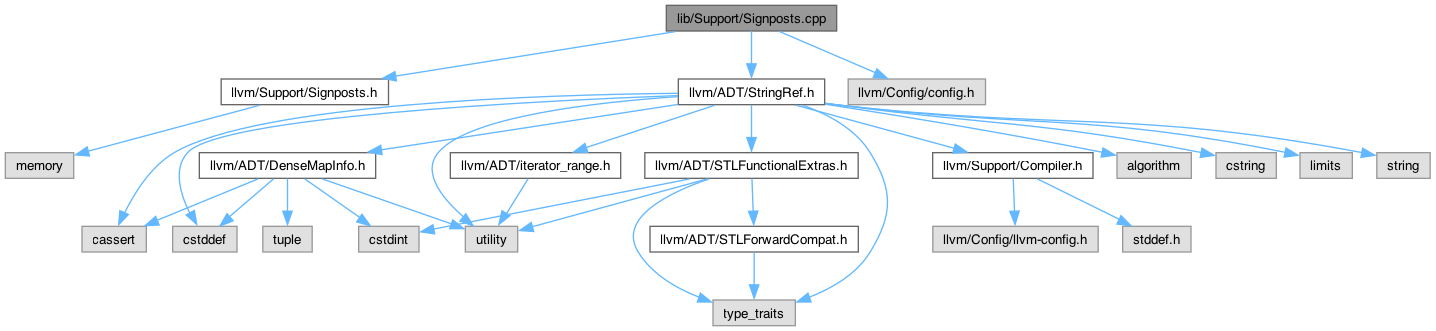 lib/Support/Signposts.cpp
llvm/Support/Signposts.h
llvm/ADT/StringRef.h
llvm/Config/config.h
memory
llvm/ADT/DenseMapInfo.h
llvm/ADT/iterator_range.h
llvm/ADT/STLFunctionalExtras.h
llvm/Support/Compiler.h
algorithm
cstring
limits
string
cassert
cstddef
tuple
cstdint
utility
llvm/ADT/STLForwardCompat.h
llvm/Config/llvm-config.h
stddef.h
type_traits